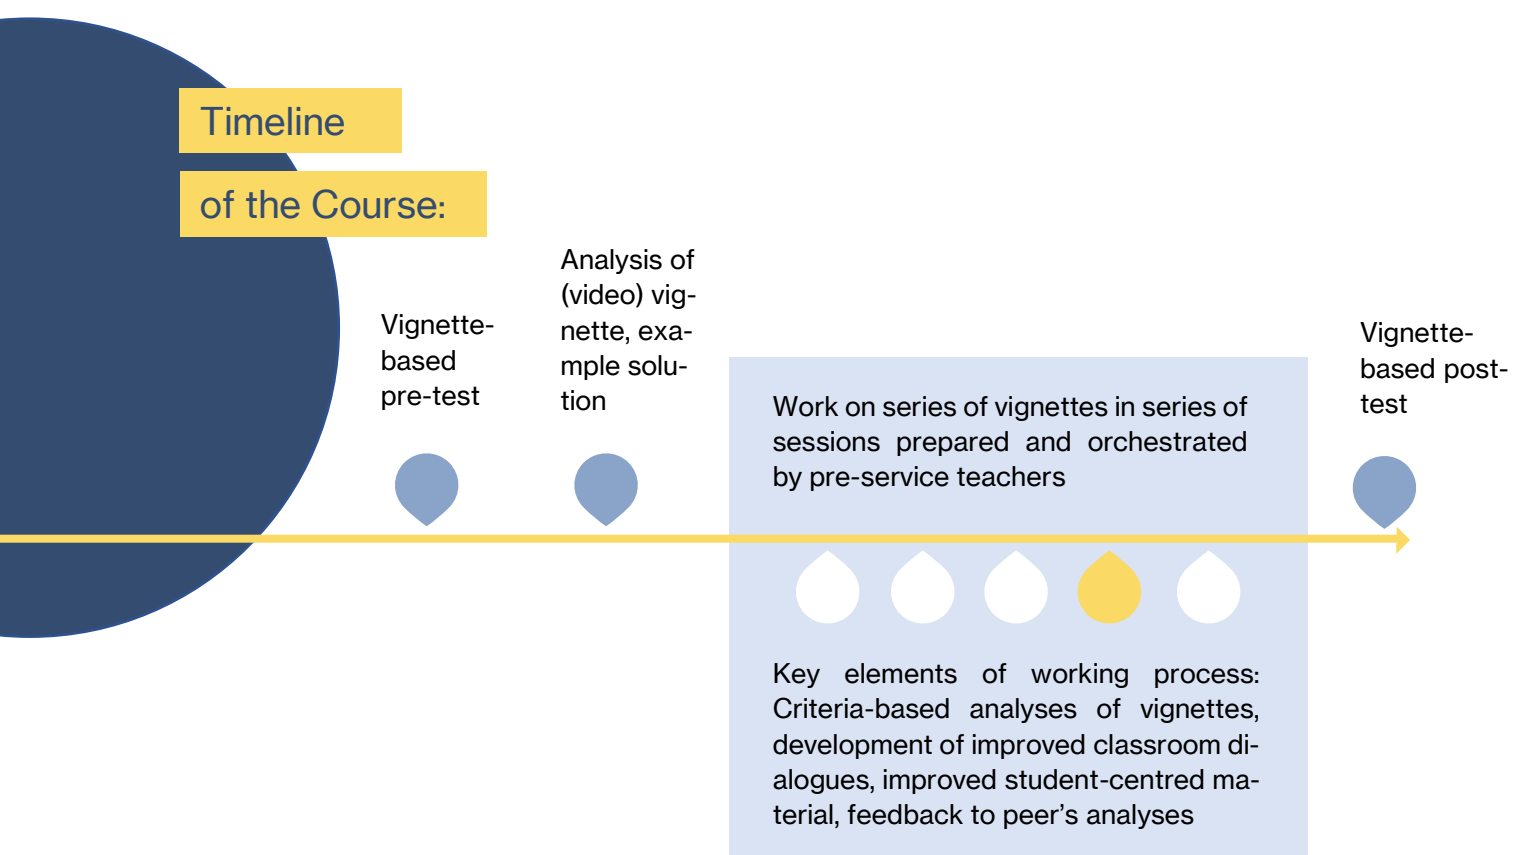 Timeline
of the Course:
Vignette-
based
pre-test
Analysis of
(video) vig-
nette, exa-
mple solu-
tion
Work on series of vignettes in series of
sessions prepared and orchestrated
by pre-service teachers
Vignette-
based post-
test
Key elements of working process:
Criteria-based analyses of vignettes,
development of improved classroom di-
alogues, improved student-centred ma-
terial, feedback to peer’s analyses